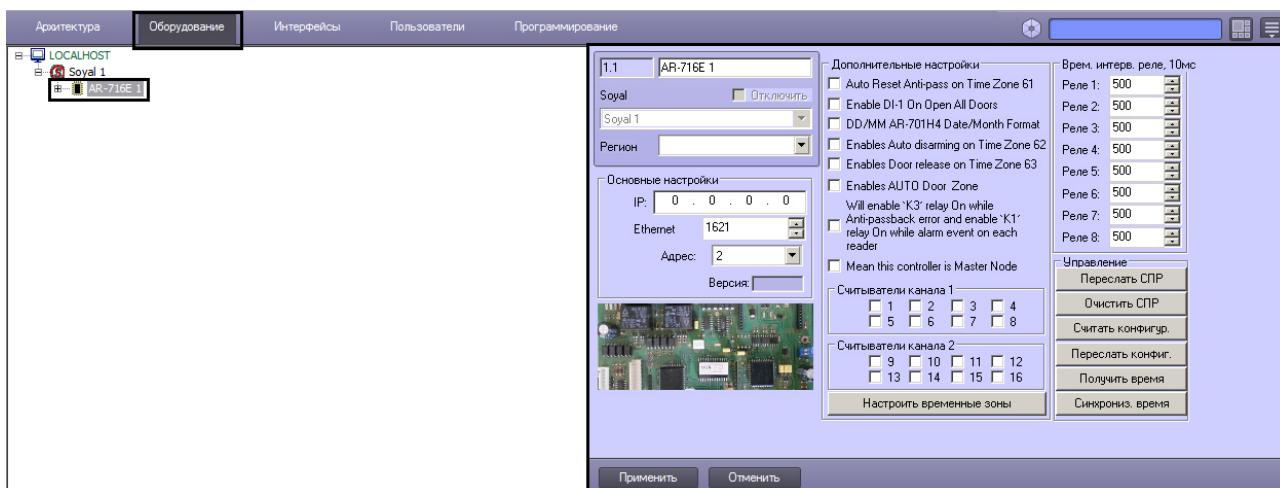 Архитектура
Оборудование
Интерфейсы
Пользователи
Программирование
LOCALHOST
Soyal 1
AR-716E 1
1.1
AR-716E 1
Soyal
Отключить
Soyal 1
Регион
Основные настройки
IP: 0 . 0 . 0 . 0
Ethernet 1621
Адрес: 2
Версия:
Дополнительные настройки
Auto Reset Anti-pass on Time Zone 61
Enable DI-1 On Open All Doors
DD/MM AR-701H4 Date/Month Format
Enables Auto disarming on Time Zone 62
Enables Door release on Time Zone 63
Enables AUTO Door Zone
Will enable `K3` relay On while
Anti-passback error and enable `K1`
relay On while alarm event on each
reader
Mean this controller is Master Node
Считыватели канала 1
1 2 3 4
5 6 7 8
Считыватели канала 2
9 10 11 12
13 14 15 16
Настроить временные зоны
Врем. интерв. реле, 10мс
Реле 1: 500
Реле 2: 500
Реле 3: 500
Реле 4: 500
Реле 5: 500
Реле 6: 500
Реле 7: 500
Реле 8: 500
Управление
Переслать СПР
Очистить СПР
Считать конфигур.
Переслать конфиг.
Получить время
Синхрониз. время
Применить
Отменить